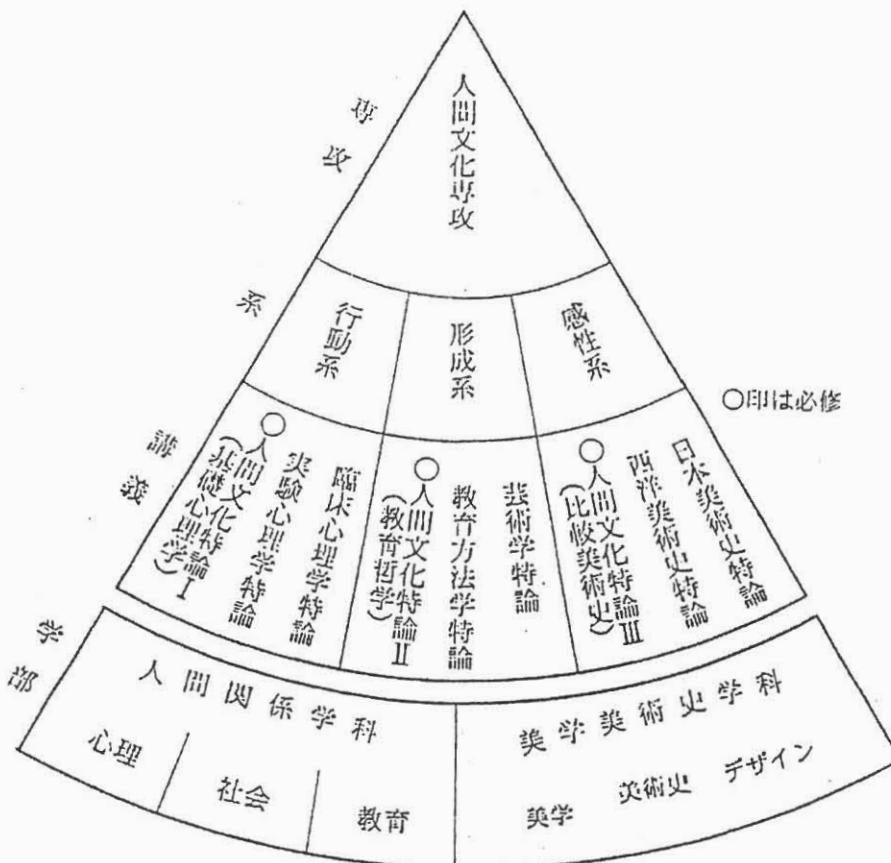 専攻
人間文化専攻
系
行動系
形成系
感性系
○印は必修
講義
○人間文化特論Ⅰ
(基礎心理学)
実験心理学特論
臨床心理学特論
○人間文化特論Ⅱ
(教育哲学)
教育方法学特論
芸術学特論
○人間文化特論Ⅲ
(比較美術史)
西洋美術史特論
日本美術史特論
学部
人間関係学科
心理
社会
教育
美学美術史学科
美学
美術史
デザイン